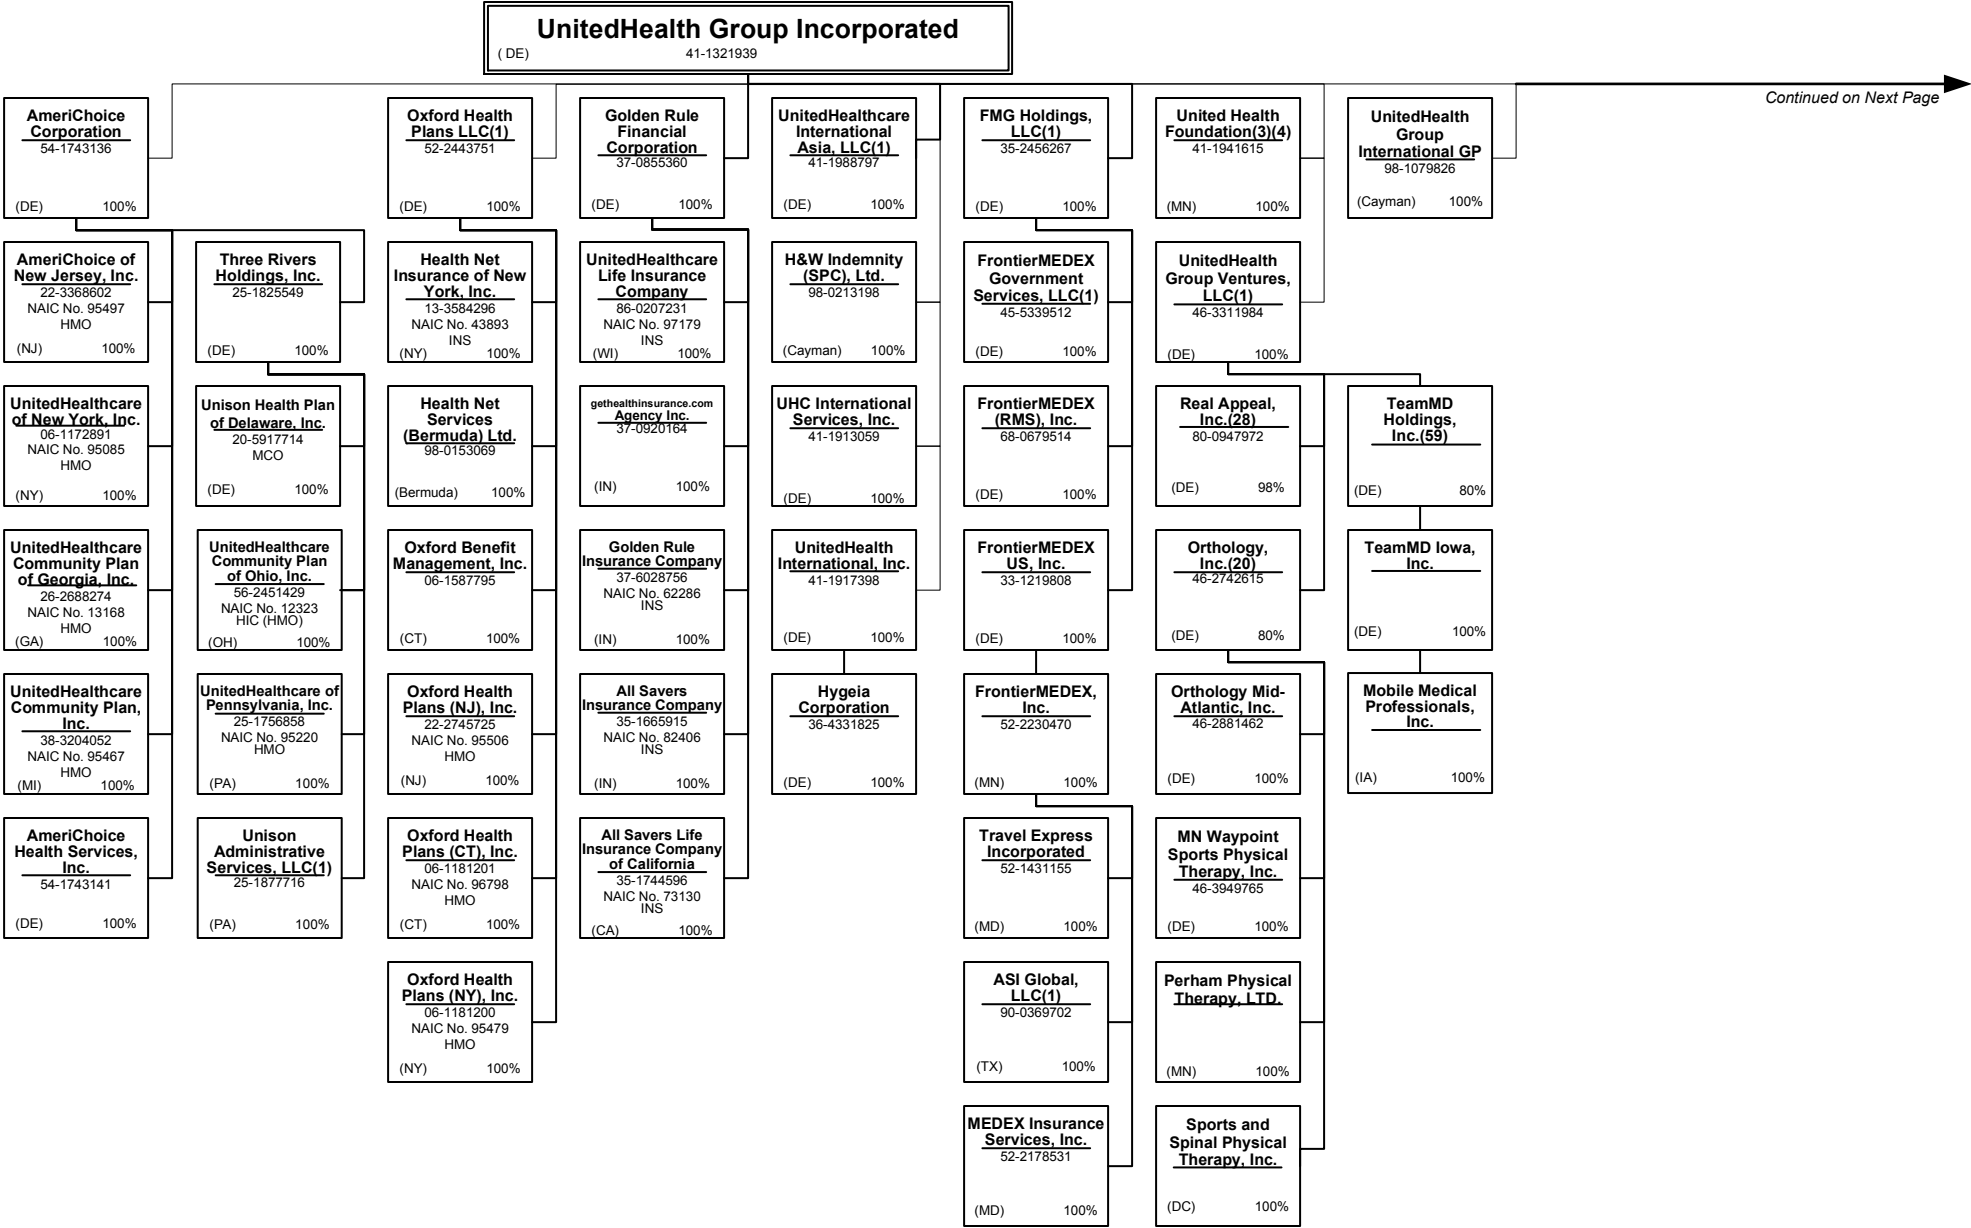 UnitedHealth Group Incorporated
( DE) 41-1321939
Continued on Next Page
AmeriChoice
Corporation
54-1743136
(DE) 100%
Oxford Health
Plans LLC(1)
52-2443751
(DE) 100%
Golden Rule
Financial
Corporation
37-0855360
(DE) 100%
UnitedHealthcare
International
Asia, LLC(1)
41-1988797
(DE) 100%
FMG Holdings,
LLC(1)
35-2456267
(DE) 100%
United Health
Foundation(3)(4)
41-1941615
(MN) 100%
UnitedHealth
Group
International GP
98-1079826
(Cayman) 100%
AmeriChoice of
New Jersey, Inc.
22-3368602
NAIC No. 95497
HMO
(NJ) 100%
Three Rivers
Holdings, Inc.
25-1825549
(DE) 100%
Health Net
Insurance of New
York, Inc.
13-3584296
NAIC No. 43893
INS
(NY) 100%
UnitedHealthcare
Life Insurance
Company
86-0207231
NAIC No. 97179
INS
(WI) 100%
H&W Indemnity
(SPC), Ltd.
98-0213198
(Cayman) 100%
FrontierMEDEX
Government
Services, LLC(1)
45-5339512
(DE) 100%
UnitedHealth
Group Ventures,
LLC(1)
46-3311984
(DE) 100%
UnitedHealthcare
of New York, Inc.
06-1172891
NAIC No. 95085
HMO
(NY) 100%
Unison Health Plan
of Delaware, Inc.
20-5917714
MCO
(DE) 100%
Health Net
Services
(Bermuda) Ltd.
98-0153069
(Bermuda) 100%
gethealthinsurance.com
Agency Inc.
37-0920164
(IN) 100%
UHC International
Services, Inc.
41-1913059
(DE) 100%
FrontierMEDEX
(RMS), Inc.
68-0679514
(DE) 100%
Real Appeal,
Inc.(28)
80-0947972
(DE) 98%
TeamMD
Holdings,
Inc.(59)
(DE) 80%
UnitedHealthcare
Community Plan
of Georgia, Inc.
26-2688274
NAIC No. 13168
HMO
(GA) 100%
UnitedHealthcare
Community Plan
of Ohio, Inc.
56-2451429
NAIC No. 12323
HIC (HMO)
(OH) 100%
Oxford Benefit
Management, Inc.
06-1587795
(CT) 100%
Golden Rule
Insurance Company
37-6028756
NAIC No. 62286
INS
(IN) 100%
UnitedHealth
International, Inc.
41-1917398
(DE) 100%
FrontierMEDEX
US, Inc.
33-1219808
(DE) 100%
Orthology,
Inc.(20)
46-2742615
(DE) 80%
TeamMD Iowa,
Inc.
(DE) 100%
UnitedHealthcare
Community Plan,
Inc.
38-3204052
NAIC No. 95467
HMO
(MI) 100%
UnitedHealthcare of
Pennsylvania, Inc.
25-1756858
NAIC No. 95220
HMO
(PA) 100%
Oxford Health
Plans (NJ), Inc.
22-2745725
NAIC No. 95506
HMO
(NJ) 100%
All Savers
Insurance Company
35-1665915
NAIC No. 82406
INS
(IN) 100%
Hygeia
Corporation
36-4331825
(DE) 100%
FrontierMEDEX,
Inc.
52-2230470
(MN) 100%
Orthology Mid-
Atlantic, Inc.
46-2881462
(DE) 100%
Mobile Medical
Professionals,
Inc.
(IA) 100%
AmeriChoice
Health Services,
Inc.
54-1743141
(DE) 100%
Unison
Administrative
Services, LLC(1)
25-1877716
(PA) 100%
Oxford Health
Plans (CT), Inc.
06-1181201
NAIC No. 96798
HMO
(CT) 100%
All Savers Life
Insurance Company
of California
35-1744596
NAIC No. 73130
INS
(CA) 100%
Travel Express
Incorporated
52-1431155
(MD) 100%
MN Waypoint
Sports Physical
Therapy, Inc.
46-3949765
(DE) 100%
Oxford Health
Plans (NY), Inc.
06-1181200
NAIC No. 95479
HMO
(NY) 100%
ASI Global,
LLC(1)
90-0369702
(TX) 100%
Perham Physical
Therapy, LTD.
(MN) 100%
MEDEX Insurance
Services, Inc.
52-2178531
(MD) 100%
Sports and
Spinal Physical
Therapy, Inc.
(DC) 100%